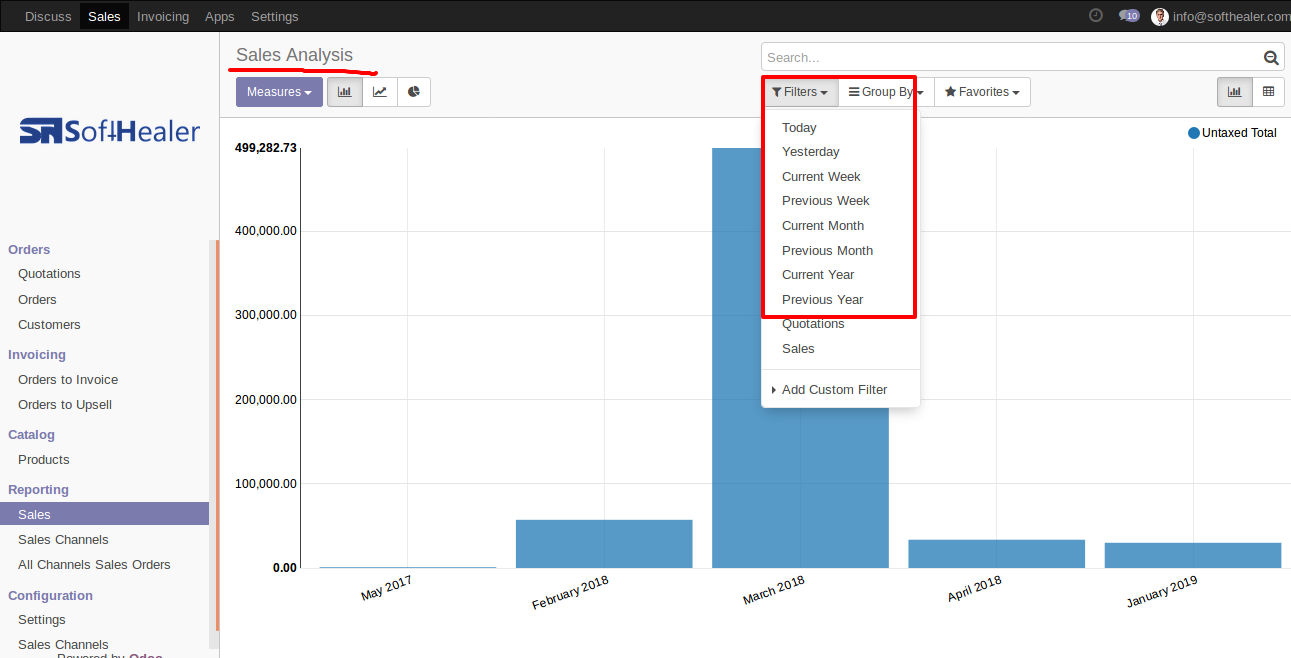 Discuss Sales Invoicing Apps Settings 10 info@softhealer.com
Sales Analysis
Search...
Measures Filters Group By Favorites
SH SoftHealer
Orders
Quotations
Orders
Customers
Invoicing
Orders to Invoice
Orders to Upsell
Catalog
Products
Reporting
Sales
Sales Channels
All Channels Sales Orders
Configuration
Settings
Sales Channels
Powered by Odoo
Today
Yesterday
Current Week
Previous Week
Current Month
Previous Month
Current Year
Previous Year
Quotations
Sales
Add Custom Filter
Untaxed Total
499,282.73
400,000.00
300,000.00
200,000.00
100,000.00
0.00
May 2017
February 2018
March 2018
April 2018
January 2019